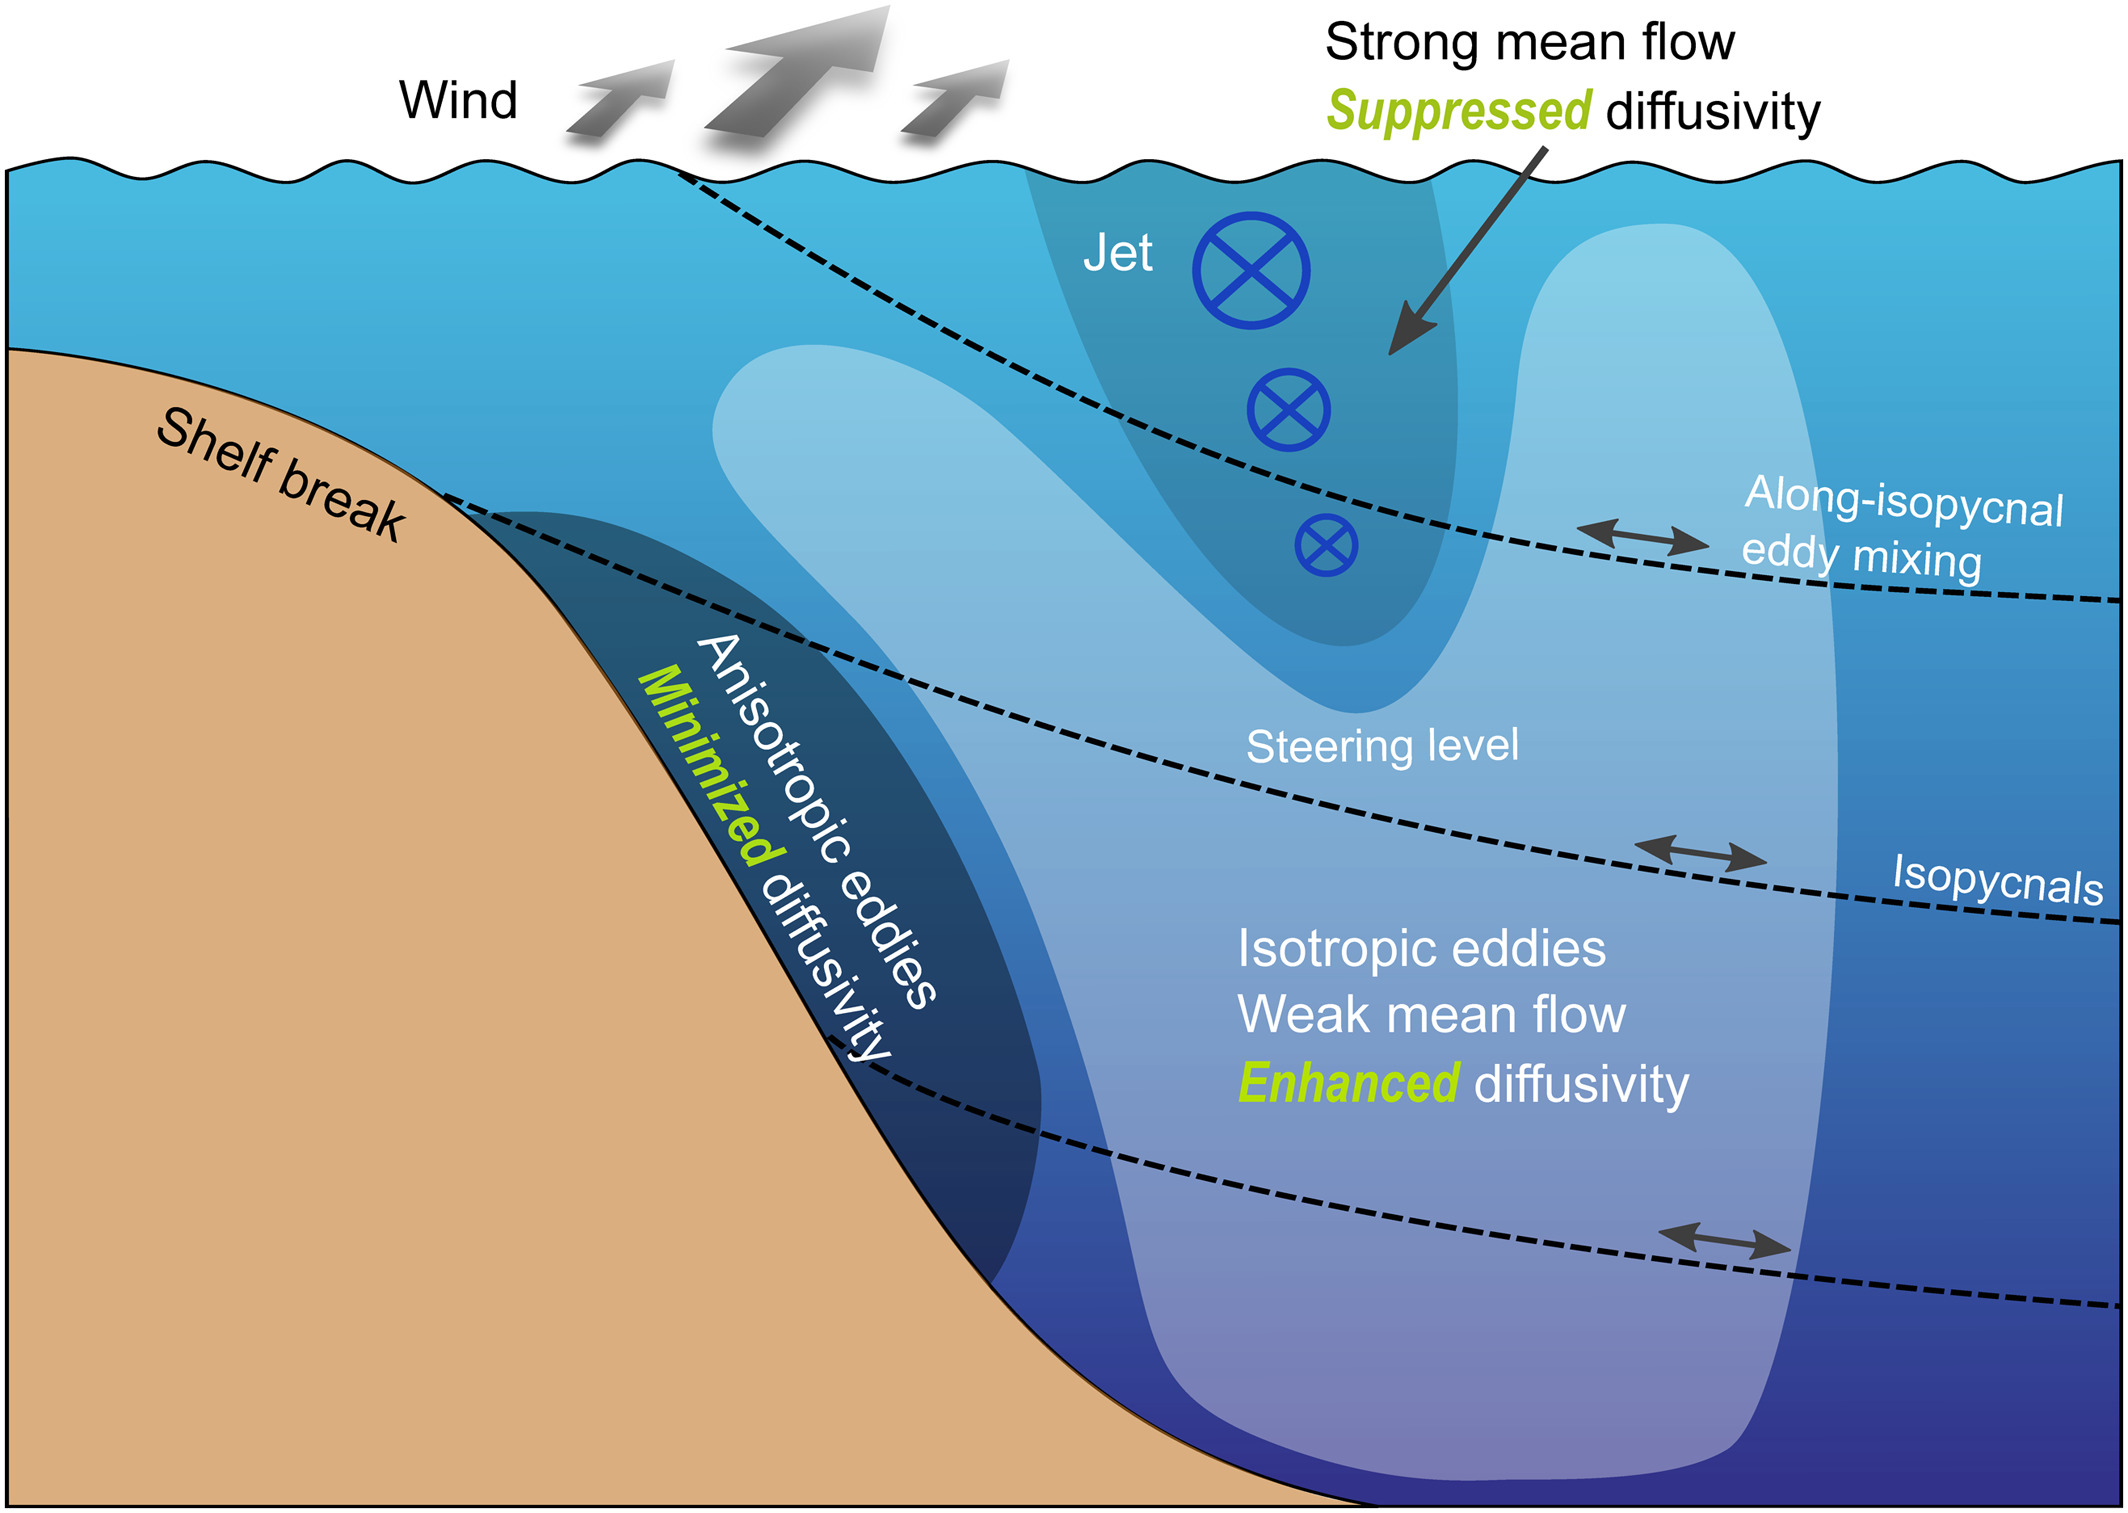 Strong mean flow
Suppressed diffusivity
Wind
Jet
Shelf break
Along-isopycnal
eddy mixing
Anisotropic eddies
Minimized diffusivity
Steering level
Isopycnals
Isotropic eddies
Weak mean flow
Enhanced diffusivity